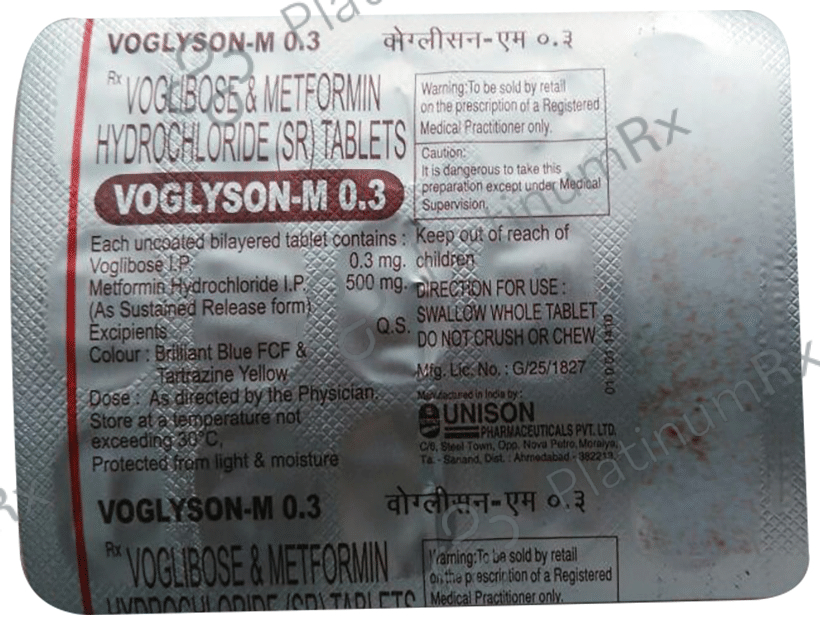 VOGLYSON-M 0.3 वोग्लीसन-एम ०.३
Rx VOGLIBOSE & METFORMIN
HYDROCHLORIDE (SR) TABLETS
VOGLYSON-M 0.3
Each uncoated bilayered tablet contains :
Voglibose I.P. 0.3 mg.
Metformin Hydrochloride I.P. 500 mg.
(As Sustained Release form)
Excipients Q.S.
Colour : Brilliant Blue FCF &
Tartrazine Yellow
Dose : As directed by the Physician.
Store at a temperature not
exceeding 30°C,
Protected from light & moisture
Warning:To be sold by retail
on the prescription of a Registered
Medical Practitioner only.
Caution:
It is dangerous to take this
preparation except under Medical
Supervision.
Keep out of reach of
children
DIRECTION FOR USE :
SWALLOW WHOLE TABLET
DO NOT CRUSH OR CHEW
Mfg. Lic. No. : G/25/1827
Manufactured in India by :
UNISON
PHARMACEUTICALS PVT. LTD.
C/6, Steel Town, Opp. Nova Petro, Moraiya,
Ta. - Sanand, Dist. : Ahmedabad - 382213.
VOGLYSON-M 0.3 वोग्लीसन-एम ०.३
Rx VOGLIBOSE & METFORMIN
HYDROCHLORIDE (SR) TABLETS
Warning:To be sold by retail
on the prescription of a Registered
Medical Practitioner only.
PlatinumRx
PlatinumRx
PlatinumRx
Rx